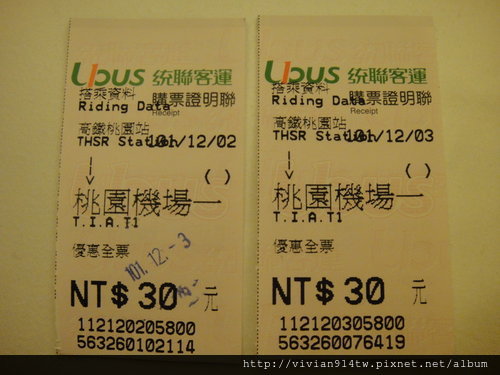 Ubus 統聯客運
搭乘資料 購票證明聯
Riding Data Receipt
高鐵桃園站
THSR Station 101/12/02
( )
桃園機場一
T.I.A.T1
優惠全票
101.12.-3
NT$ 30 元
112120205800
563260102114
Ubus 統聯客運
搭乘資料 購票證明聯
Riding Data Receipt
高鐵桃園站
THSR Station 101/12/03
( )
桃園機場一
T.I.A.T1
優惠全票
NT$ 30 元
112120305800
563260076419
http://vivian914tw.pixnet.net/album